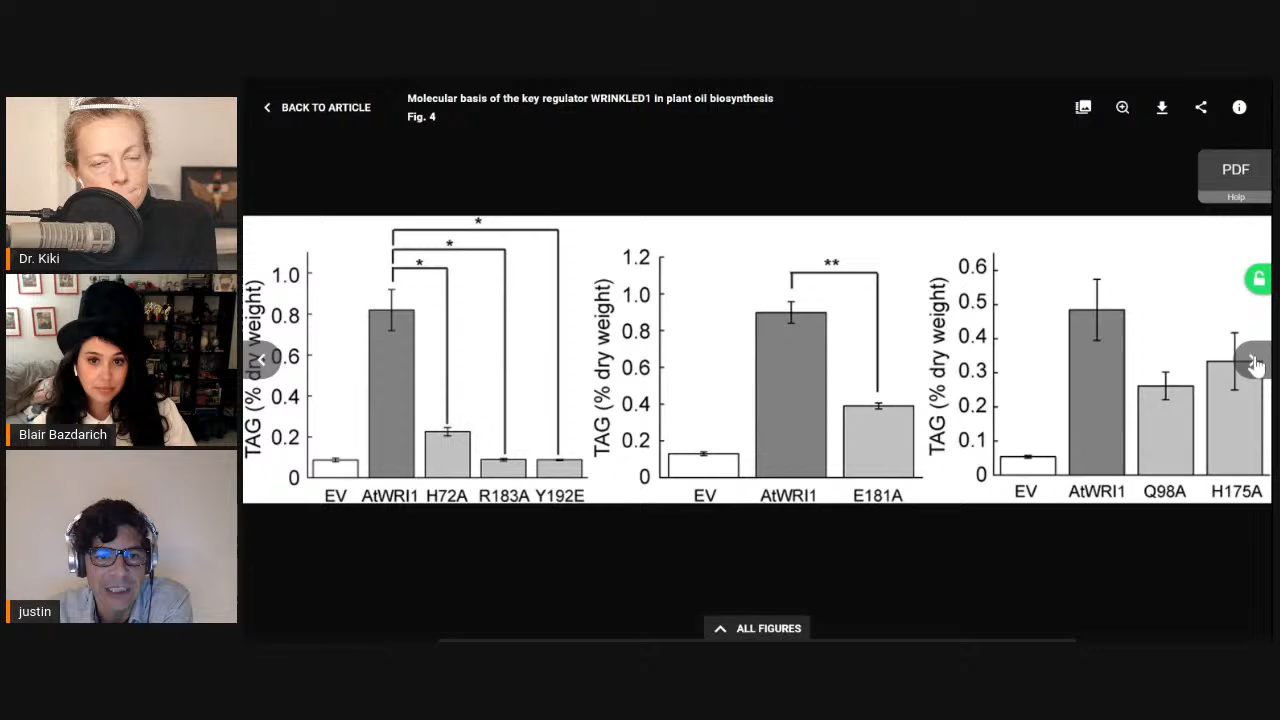 Molecular basis of the key regulator WRINKLED1 in plant oil biosynthesis
BACK TO ARTICLE
Fig. 4
PDF
Help
Dr. Kiki
Blair Bazdarich
justin
TAG (% dry weight)
1.0
0.8
0.6
0.4
0.2
0
*
*
*
EV AtWRI1 H72A R183A Y192E
TAG (% dry weight)
1.2
1.0
0.8
0.6
0.4
0.2
0
**
EV AtWRI1 E181A
TAG (% dry weight)
0.6
0.5
0.4
0.3
0.2
0.1
0
EV AtWRI1 Q98A H175A
ALL FIGURES